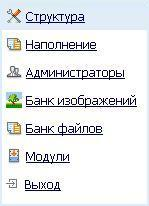 Структура
Наполнение
Администраторы
Банк изображений
Банк файлов
Модули
Выход